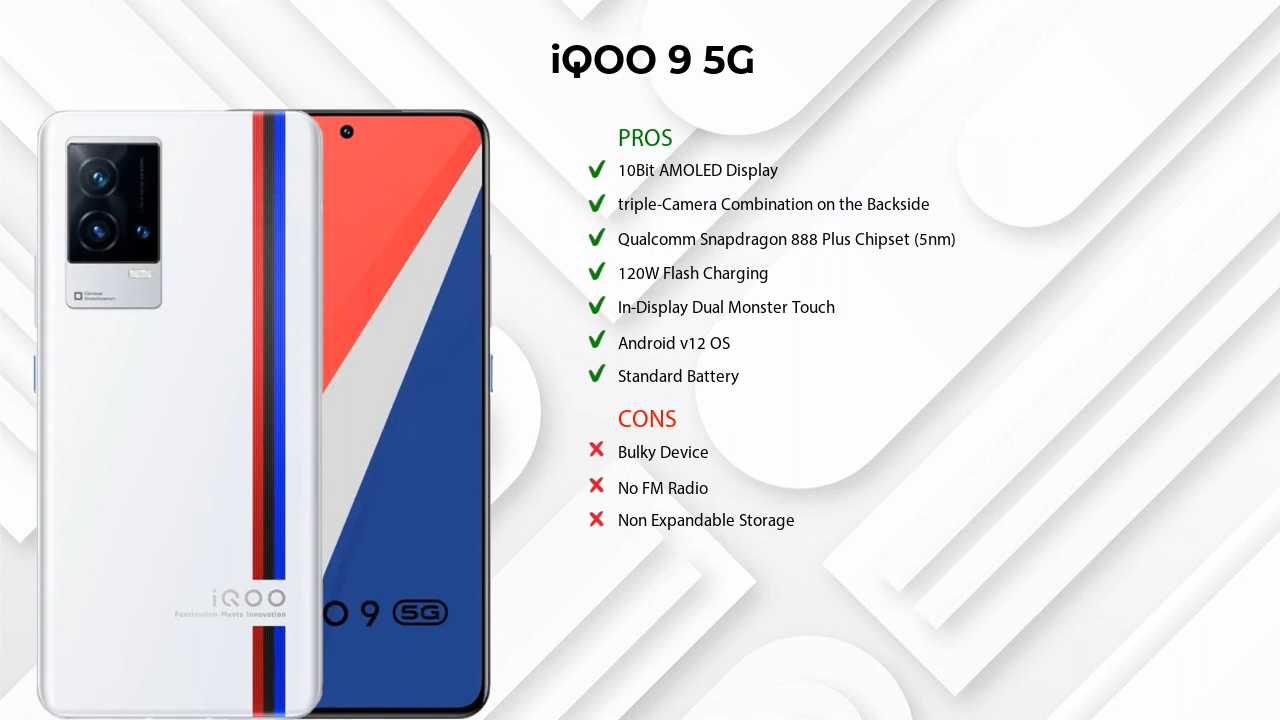 iQOO 9 5G
PROS
10Bit AMOLED Display
triple-Camera Combination on the Backside
Qualcomm Snapdragon 888 Plus Chipset (5nm)
120W Flash Charging
In-Display Dual Monster Touch
Android v12 OS
Standard Battery
CONS
Bulky Device
No FM Radio
Non Expandable Storage
Gimbal
Stabilization
iQOO
Fascination Meets Innovation
O 9 5G